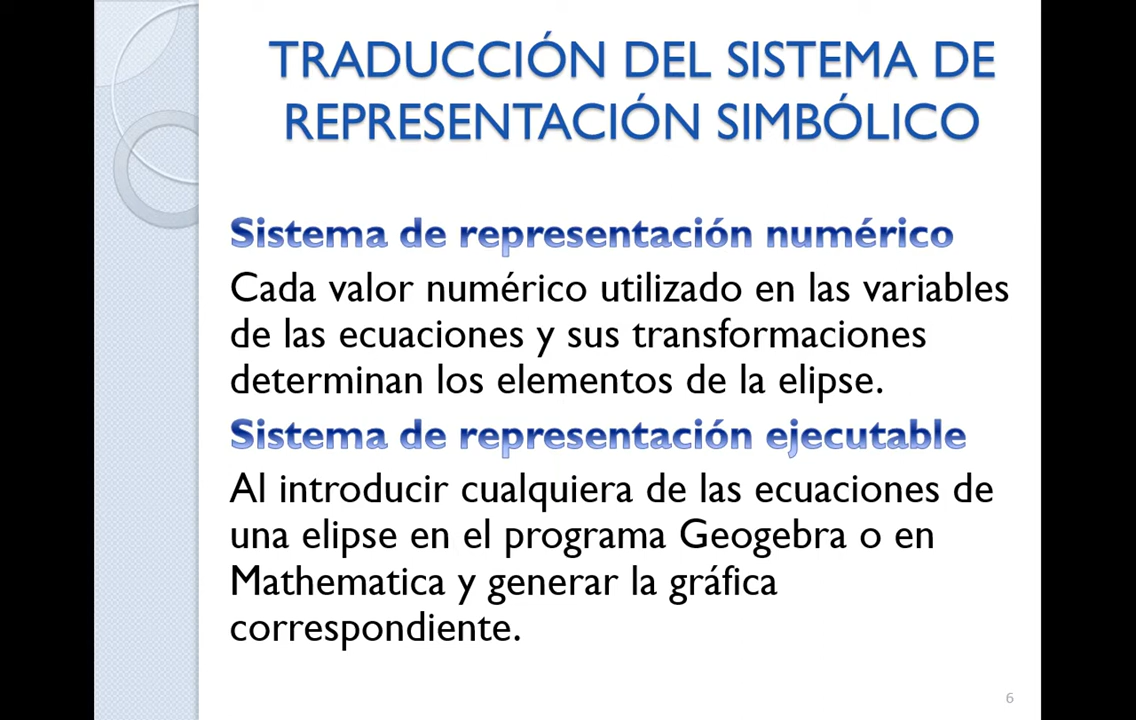 TRADUCCIÓN DEL SISTEMA DE
REPRESENTACIÓN SIMBÓLICO
Sistema de representación numérico
Cada valor numérico utilizado en las variables
de las ecuaciones y sus transformaciones
determinan los elementos de la elipse.
Sistema de representación ejecutable
Al introducir cualquiera de las ecuaciones de
una elipse en el programa Geogebra o en
Mathematica y generar la gráfica
correspondiente.
6